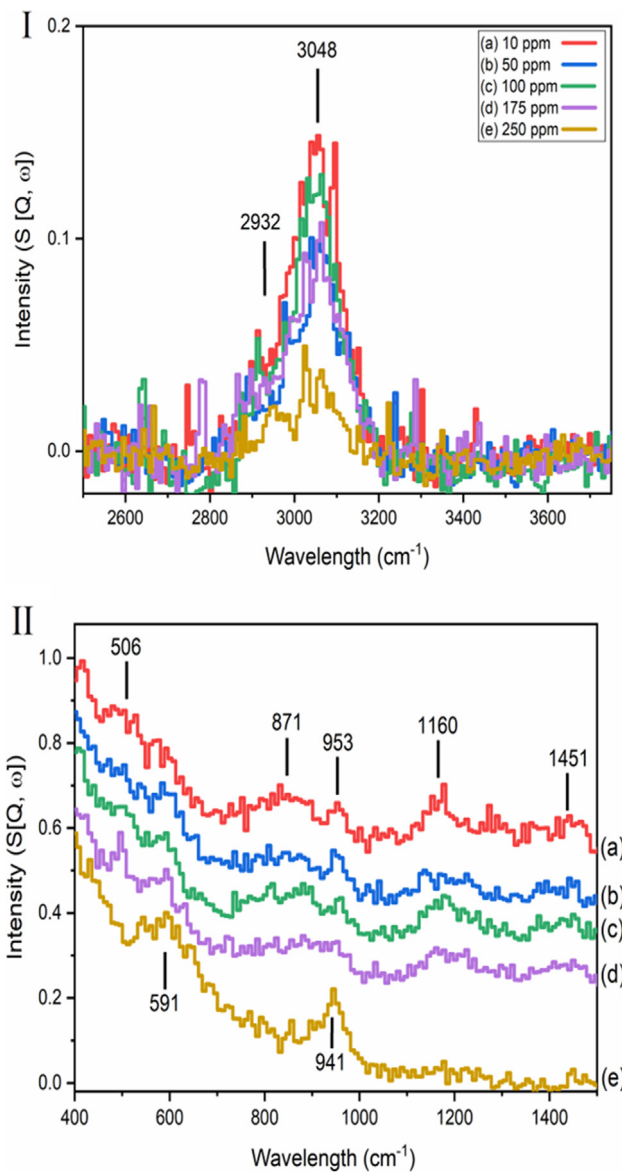 I
0.2
3048
(a) 10 ppm
(b) 50 ppm
(c) 100 ppm
(d) 175 ppm
(e) 250 ppm
2932
0.1
0.0
Intensity (S [Q, ω])
2600 2800 3000 3200 3400 3600
Wavelength (cm⁻¹)
II
1.0
506
871
953
1160
1451
0.8
0.6
(a)
(b)
0.4
(c)
(d)
0.2
591
941
0.0
(e)
Intensity (S[Q, ω])
400 600 800 1000 1200 1400
Wavelength (cm⁻¹)